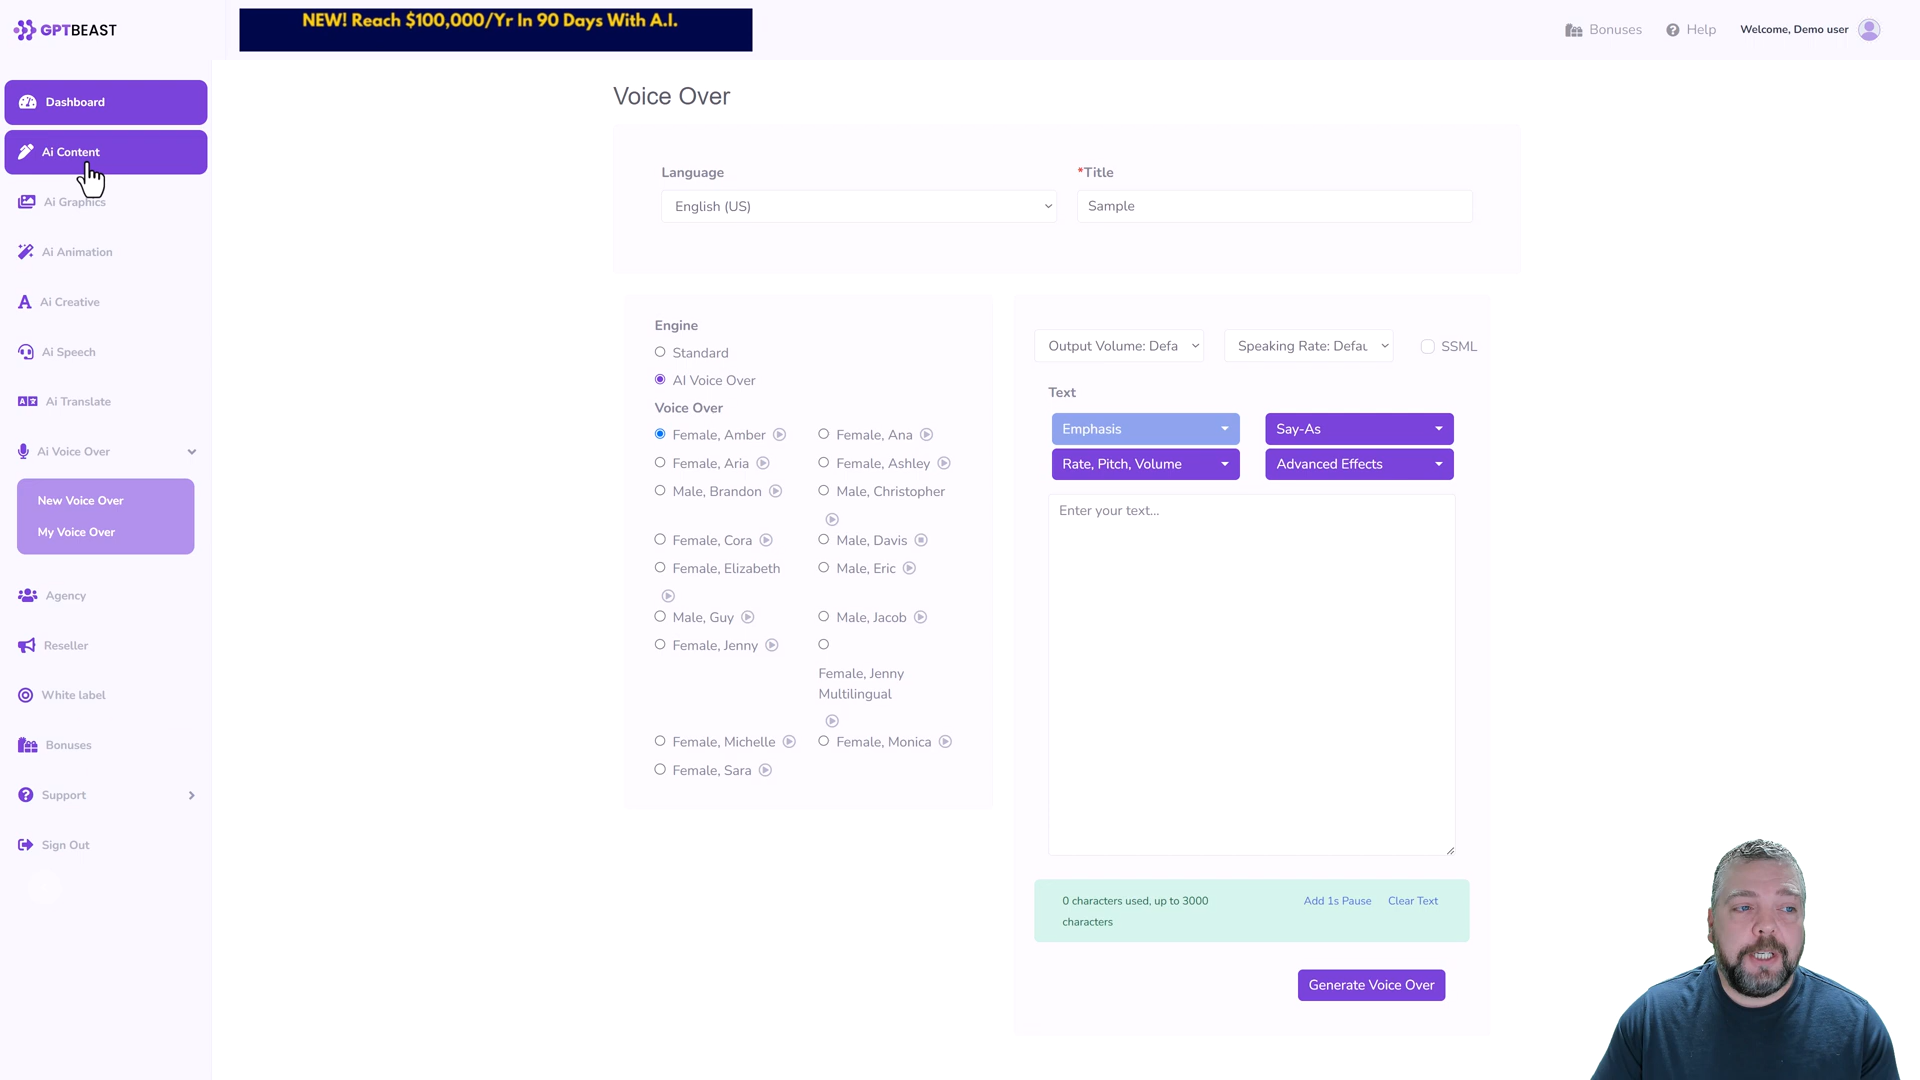 GPTBEAST
NEW! Reach $100,000/Yr In 90 Days With A.I.
Bonuses
Help
Welcome, Demo user
Dashboard
Ai Content
Ai Graphics
Ai Animation
Ai Creative
Ai Speech
Ai Translate
Ai Voice Over
New Voice Over
My Voice Over
Agency
Reseller
White label
Bonuses
Support
Sign Out
Voice Over
Language
*Title
English (US)
Sample
Engine
Standard
AI Voice Over
Voice Over
Female, Amber
Female, Ana
Female, Aria
Female, Ashley
Male, Brandon
Male, Christopher
Female, Cora
Male, Davis
Female, Elizabeth
Male, Eric
Male, Guy
Male, Jacob
Female, Jenny
Female, Jenny
Multilingual
Female, Michelle
Female, Monica
Female, Sara
Output Volume: Defa
Speaking Rate: Defau
SSML
Text
Emphasis
Say-As
Rate, Pitch, Volume
Advanced Effects
Enter your text...
0 characters used, up to 3000
characters
Add 1s Pause
Clear Text
Generate Voice Over